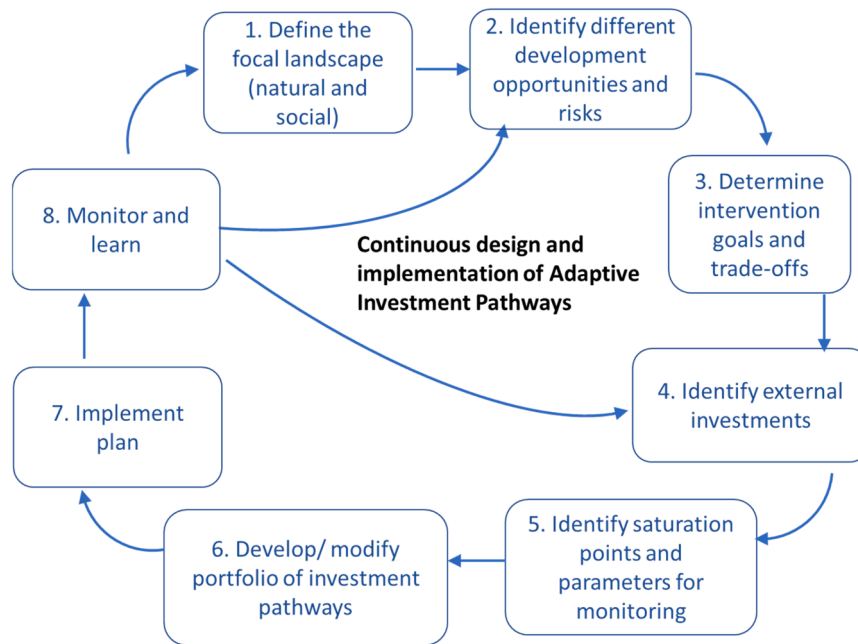 1. Define the
focal landscape
(natural and
social)
2. Identify different
development
opportunities and
risks
3. Determine
intervention
goals and
trade-offs
4. Identify external
investments
5. Identify saturation
points and
parameters for
monitoring
6. Develop/ modify
portfolio of investment
pathways
7. Implement
plan
8. Monitor and
learn
Continuous design and
implementation of Adaptive
Investment Pathways